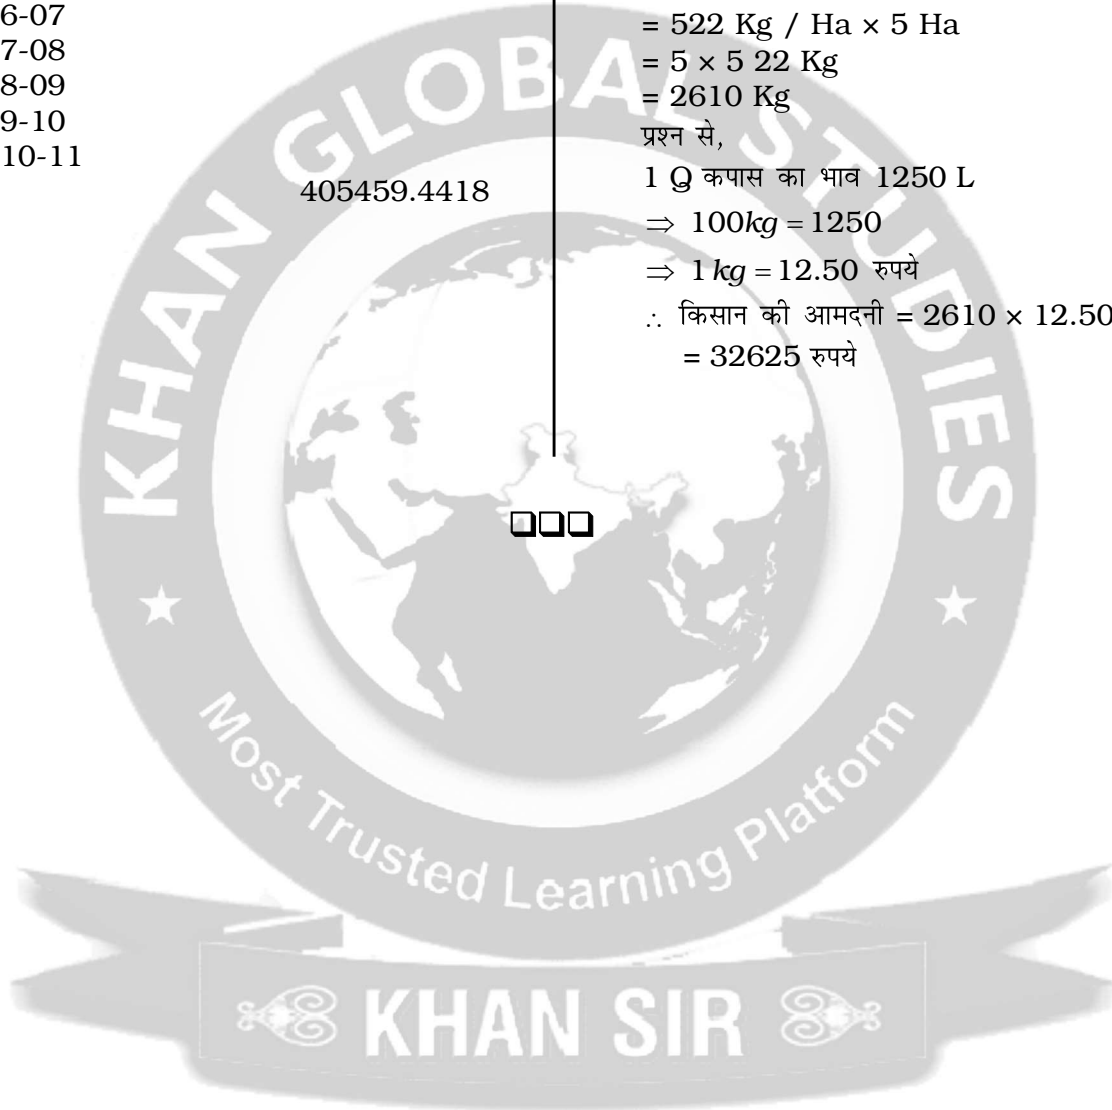 6-07
7-08
8-09
9-10
10-11
405459.4418
= 522 Kg / Ha × 5 Ha
= 5 × 5 22 Kg
= 2610 Kg
प्रश्न से,
1 Q कपास का भाव 1250 L
⇒ 100kg = 1250
⇒ 1 kg = 12.50 रुपये
∴ किसान की आमदनी = 2610 × 12.50
= 32625 रुपये
❑❑❑
KHAN GLOBAL STUDIES
Most Trusted Learning Platform
KHAN SIR